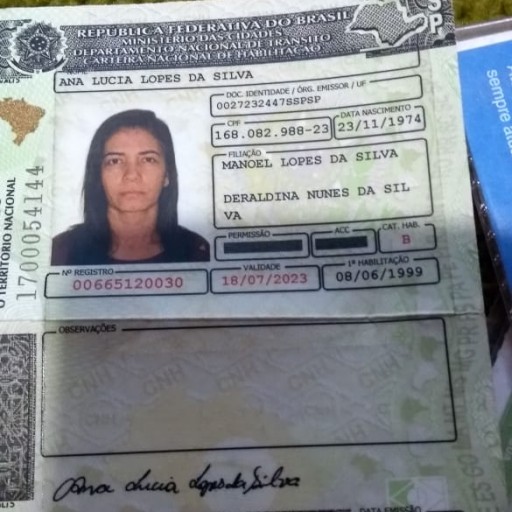 REPÚBLICA FEDERATIVA DO BRASIL
MINISTÉRIO DAS CIDADES
DEPARTAMENTO NACIONAL DE TRÂNSITO
CARTEIRA NACIONAL DE HABILITAÇÃO
SP
ANA LUCIA LOPES DA SILVA
DOC. IDENTIDADE / ÓRG. EMISSOR / UF
0027232447SSPSP
CPF
168.082.988-23
DATA NASCIMENTO
23/11/1974
FILIAÇÃO
MANOEL LOPES DA SILVA
DERALDINA NUNES DA SIL
VA
PERMISSÃO
ACC
CAT. HAB.
B
Nº REGISTRO
00665120030
VALIDADE
18/07/2023
1ª HABILITAÇÃO
08/06/1999
O TERRITÓRIO NACIONAL
1700054144
OBSERVAÇÕES
Ana Lucia Lopes da Silva
DATA EMISSÃO
sempre